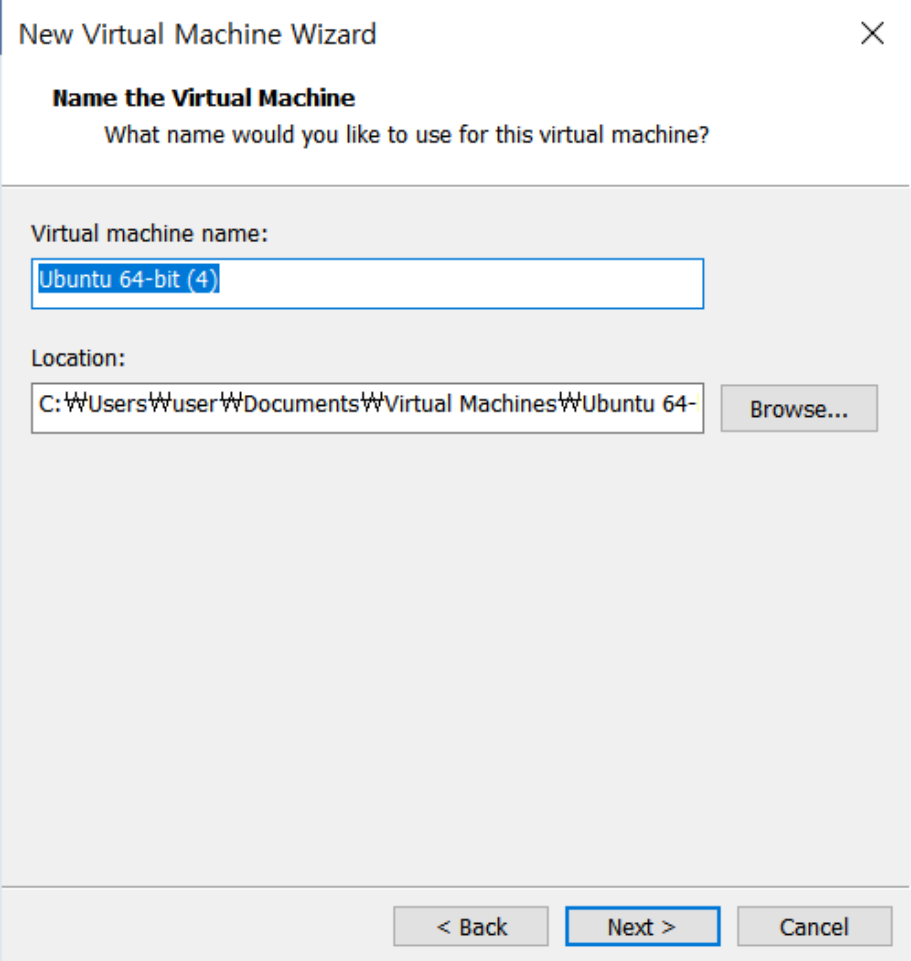 New Virtual Machine Wizard
Name the Virtual Machine
What name would you like to use for this virtual machine?
Virtual machine name:
Ubuntu 64-bit (4)
Location:
C:₩Users₩user₩Documents₩Virtual Machines₩Ubuntu 64-
Browse...
< Back
Next >
Cancel